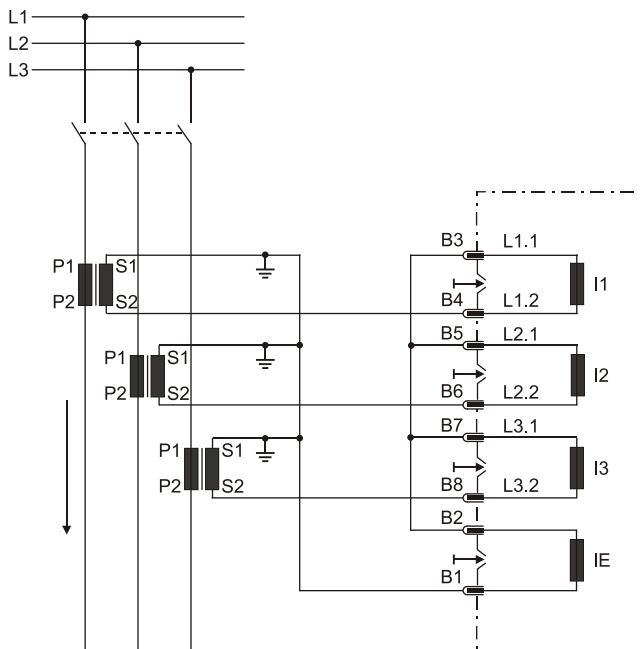 L1
L2
L3
B3 L1.1
P1 S1
I1
P2 S2
B4 L1.2
B5 L2.1
P1 S1
I2
P2 S2
B6 L2.2
B7 L3.1
P1 S1
I3
P2 S2
B8 L3.2
B2
IE
B1